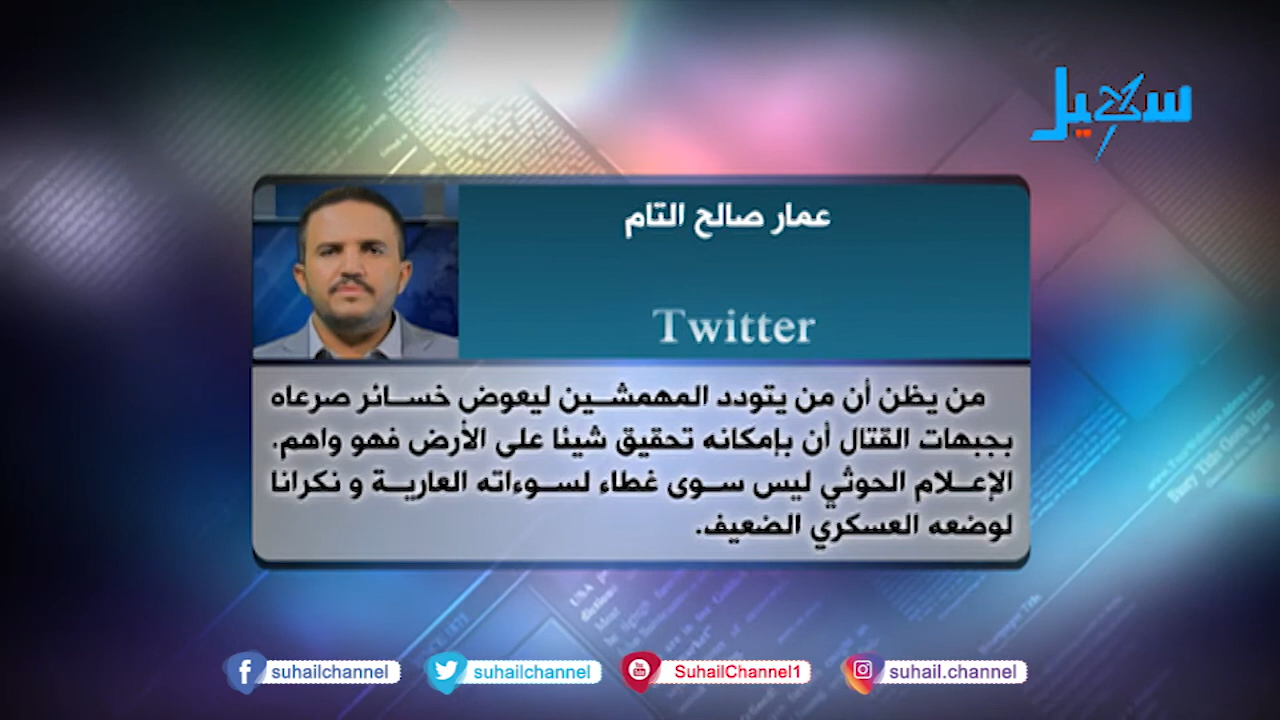 سهيل
عمار صالح التام
Twitter
من يظن أن من يتودد المهمشين ليعوض خسائر صرعاه
بجبهات القتال أن بإمكانه تحقيق شيئا على الأرض فهو واهم.
الإعلام الحوثي ليس سوى غطاء لسوءاته العارية و نكرانا
لوضعه العسكري الضعيف.
suhailchannel
suhailchannel
SuhailChannel1
suhail.channel